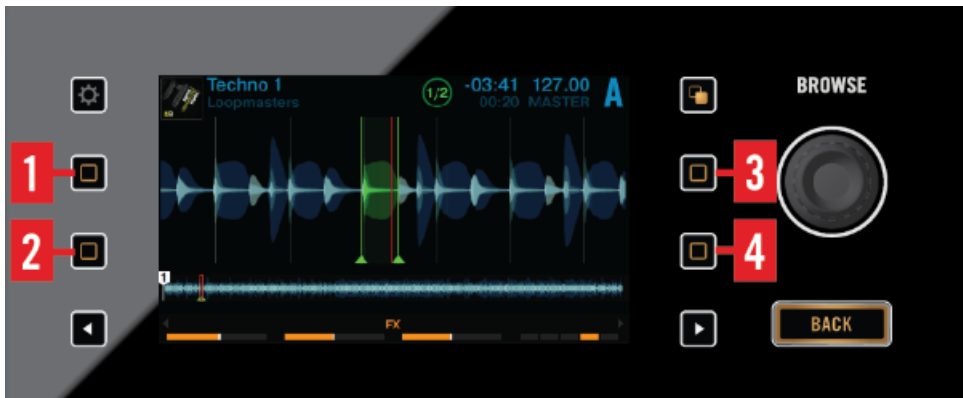 BROWSE
Techno 1
Loopmasters
1/2
-03:41 127.00
00:20 MASTER
A
1
3
2
4
1
FX
BACK